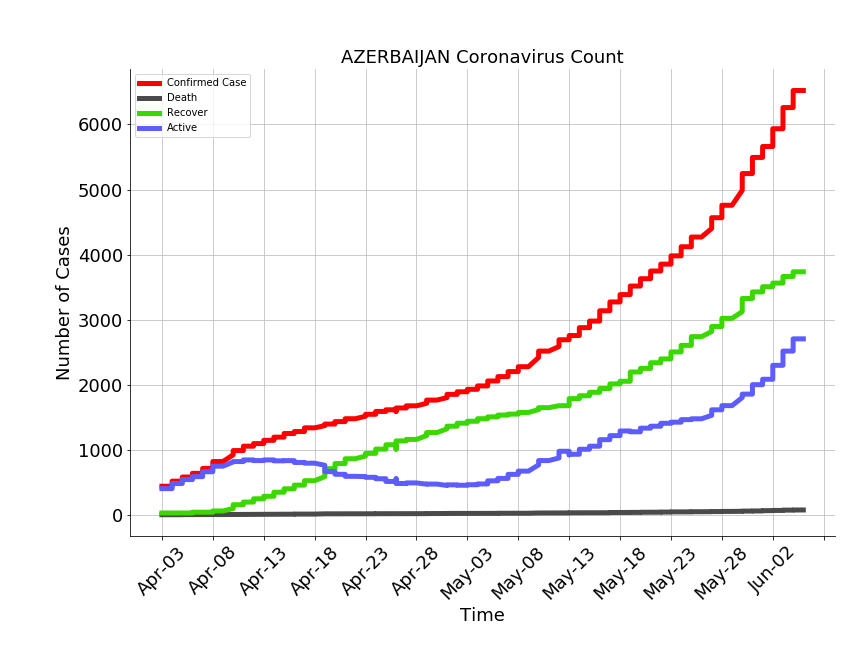 AZERBAIJAN Coronavirus Count
Confirmed Case
Death
Recover
Active
Number of Cases
6000
5000
4000
3000
2000
1000
0
Apr-03
Apr-08
Apr-13
Apr-18
Apr-23
Apr-28
May-03
May-08
May-13
May-18
May-23
May-28
Jun-02
Time